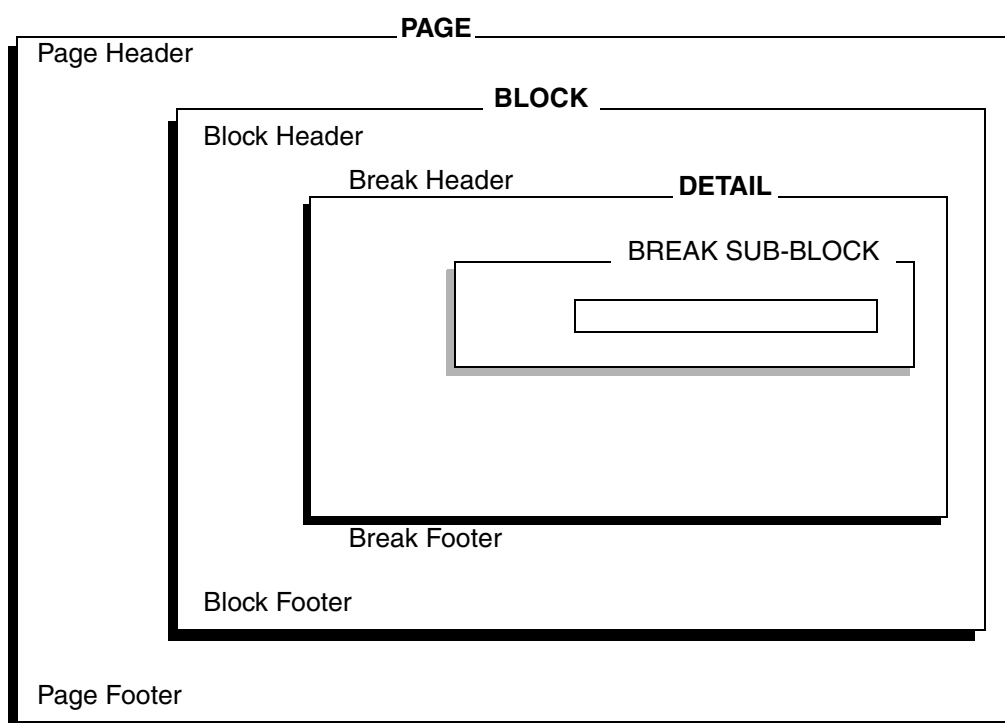 PAGE
Page Header
BLOCK
Block Header
Break Header
DETAIL
BREAK SUB-BLOCK
Break Footer
Block Footer
Page Footer